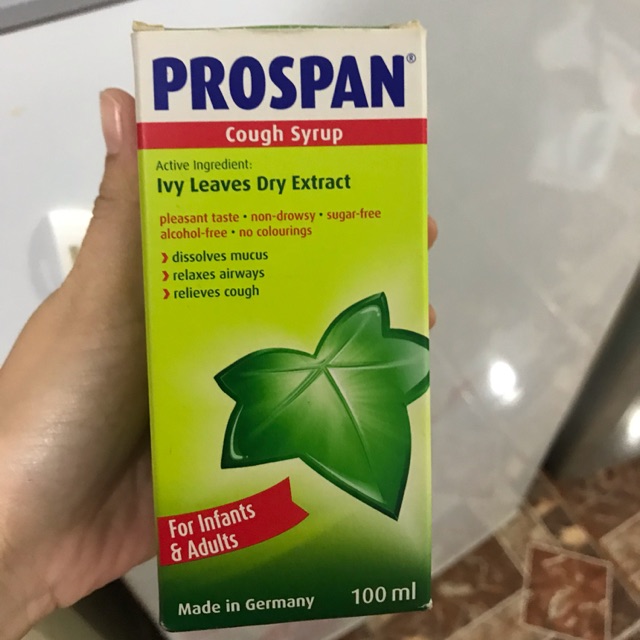 PROSPAN®
Cough Syrup
Active Ingredient:
Ivy Leaves Dry Extract
pleasant taste • non-drowsy • sugar-free
alcohol-free • no colourings
❯ dissolves mucus
❯ relaxes airways
❯ relieves cough
For Infants
& Adults
Made in Germany 100 ml